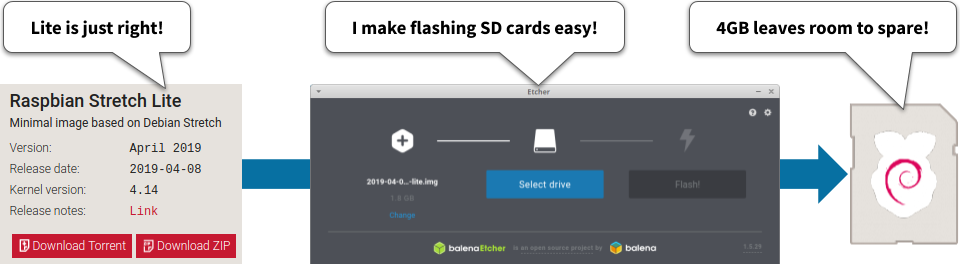 Lite is just right!
I make flashing SD cards easy!
4GB leaves room to spare!
Raspbian Stretch Lite
Minimal image based on Debian Stretch
Version: April 2019
Release date: 2019-04-08
Kernel version: 4.14
Release notes: Link
Download Torrent Download ZIP
Etcher
2019-04-0...-lite.img
1.8 GB
Change
Select drive
Flash!
balenaEtcher is an open source project by balena
1.5.29